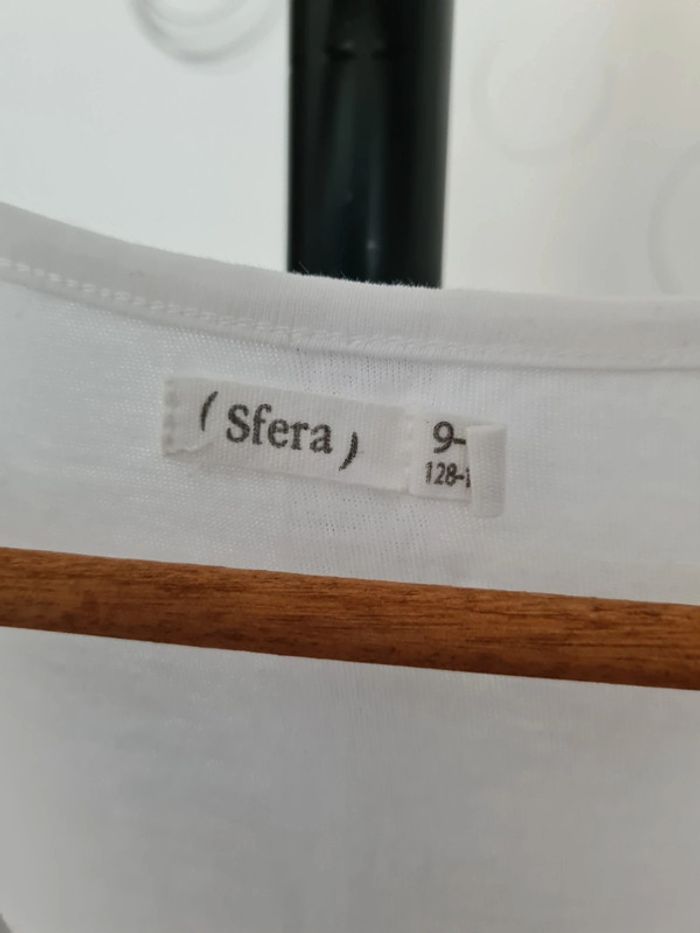 ( Sfera )
9-
128-